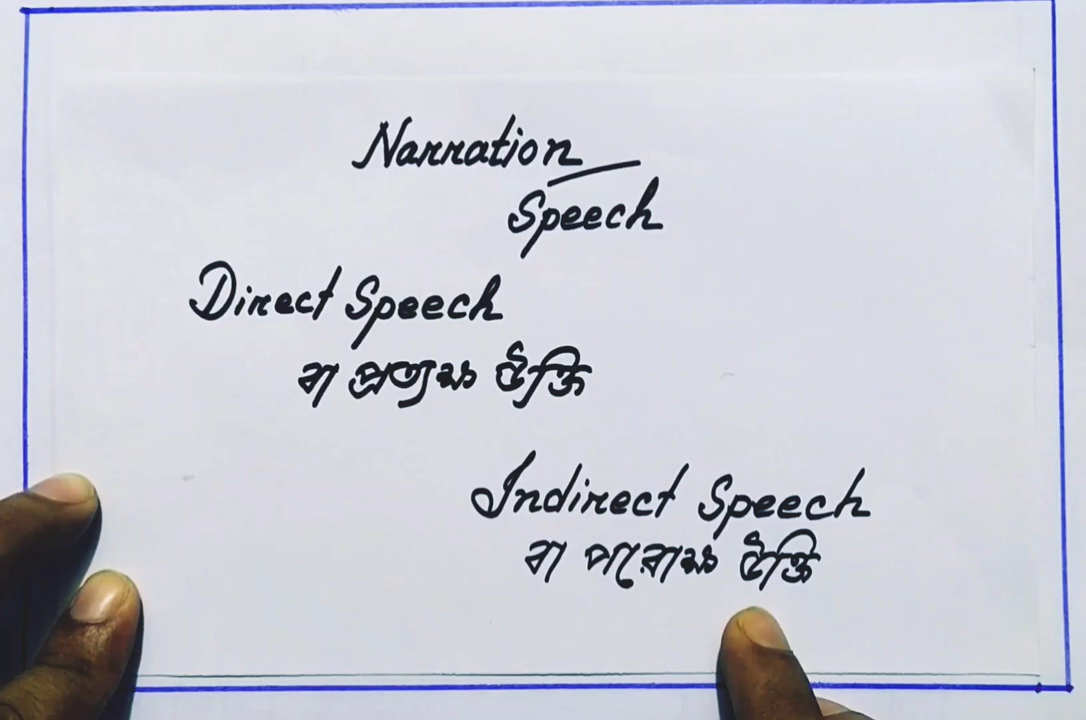 Narration
Speech
Direct Speech
বা প্রত্যক্ষ উক্তি
Indirect Speech
বা পরোক্ষ উক্তি